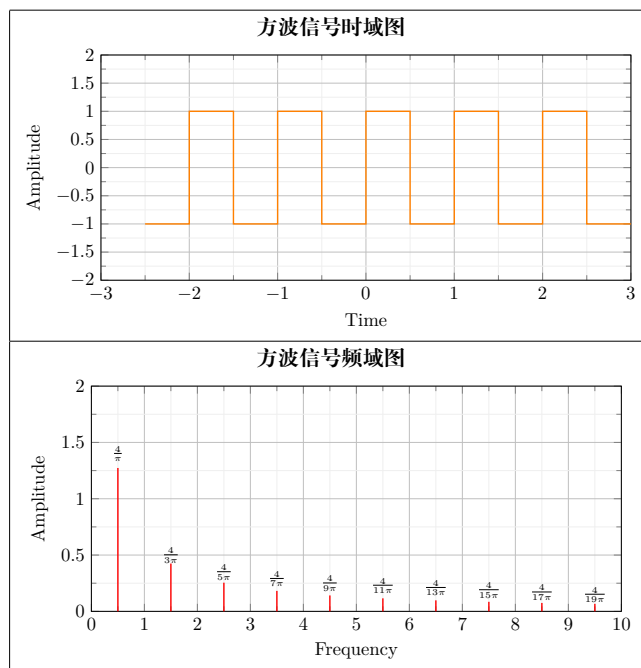 方波信号时域图
2
1
0.5
0
−0.5
−1
−1.5
−2
Amplitude
−3 −2 −1 0 1 2 3
Time
方波信号频域图
2
1.5
1
0.5
0
Amplitude
4/π
4/3π
4/5π
4/7π
4/9π
4/11π
4/13π
4/15π
4/17π
4/19π
0 1 2 3 4 5 6 7 8 9 10
Frequency